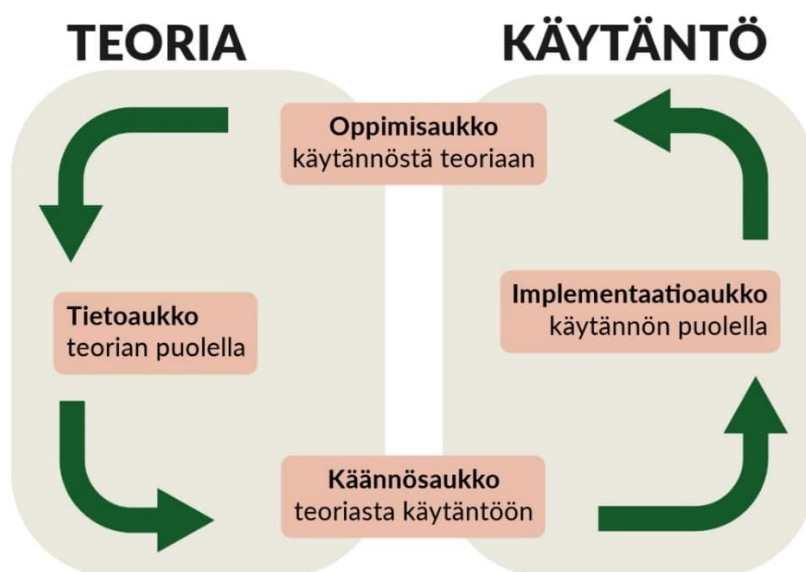 TEORIA
KÄYTÄNTÖ
Oppimisaukko
käytännöstä teoriaan
Tietoaukko
teorian puolella
Implementaatioaukko
käytännön puolella
Käännösaukko
teoriasta käytäntöön